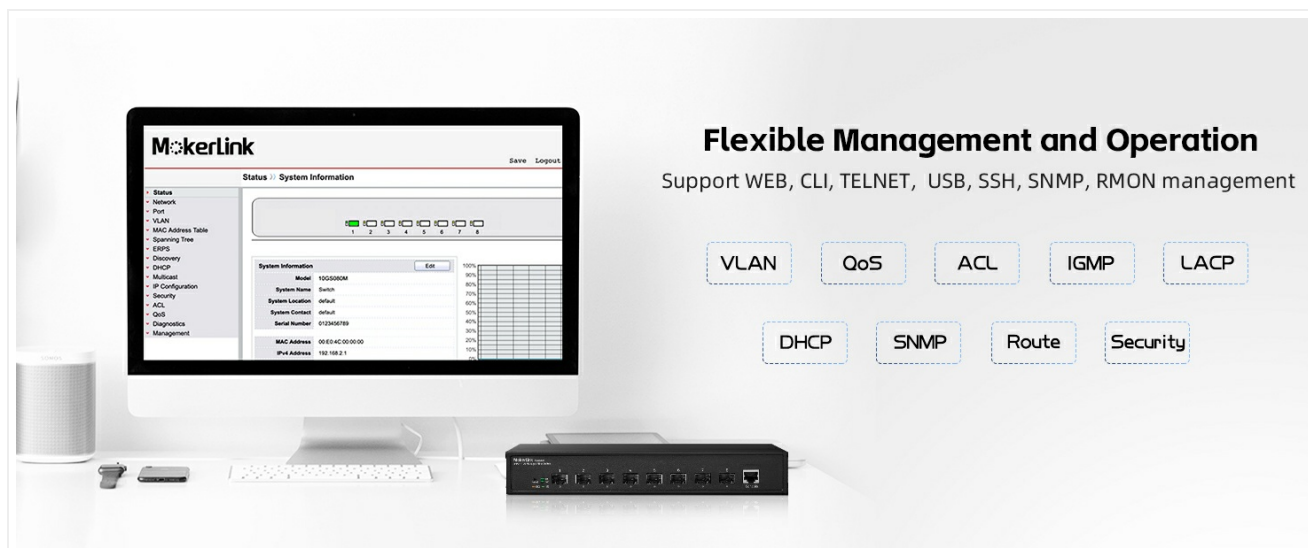 MokerLink
Save Logout
Status >> System Information
Status
Network
Port
VLAN
MAC Address Table
Spanning Tree
ERPS
Discovery
DHCP
Multicast
IP Configuration
Security
ACL
QoS
Diagnostics
Management
1 2 3 4 5 6 7 8
System Information Edit
Model 10GS080M
System Name Switch
System Location default
System Contact default
Serial Number 0123456789
MAC Address 00:E0:4C:00:00:00
IPv4 Address 192.168.2.1
100%
90%
80%
70%
60%
50%
40%
30%
20%
10%
0%
Flexible Management and Operation
Support WEB, CLI, TELNET, USB, SSH, SNMP, RMON management
VLAN QoS ACL IGMP LACP
DHCP SNMP Route Security